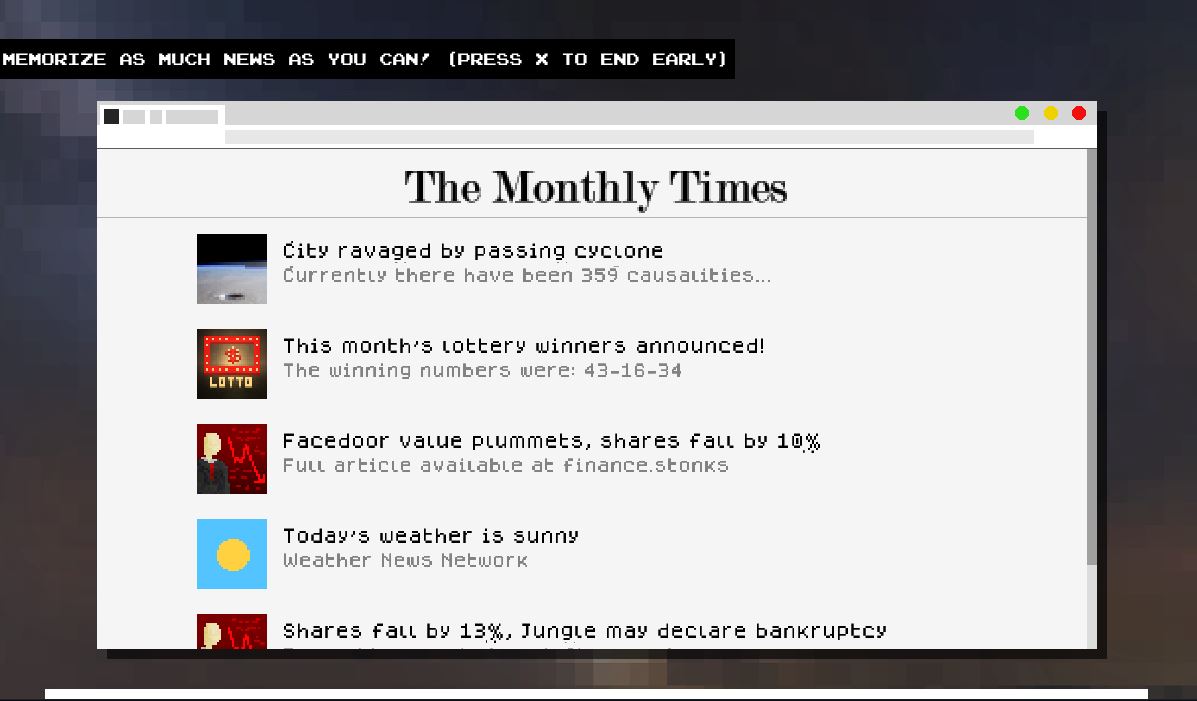 MEMORIZE AS MUCH NEWS AS YOU CAN! (PRESS X TO END EARLY)
The Monthly Times
City ravaged by passing cyclone
Currently there have been 359 causalities...
This month's lottery winners announced!
The winning numbers were: 43-16-34
LOTTO
Facedoor value plummets, shares fall by 10%
Full article available at finance.stonks
Today's weather is sunny
Weather News Network
Shares fall by 13%, Jungle may declare bankruptcy